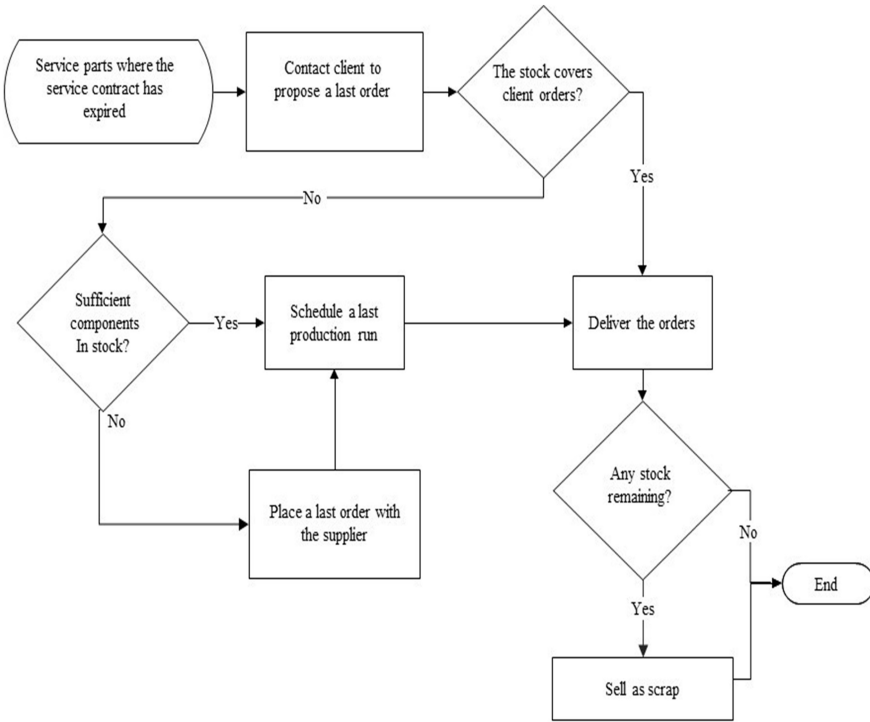 Service parts where the
service contract has
expired
Contact client to
propose a last order
The stock covers
client orders?
Yes
No
Sufficient
components
In stock?
Yes
Schedule a last
production run
Deliver the orders
No
Place a last order with
the supplier
Any stock
remaining?
No
End
Yes
Sell as scrap